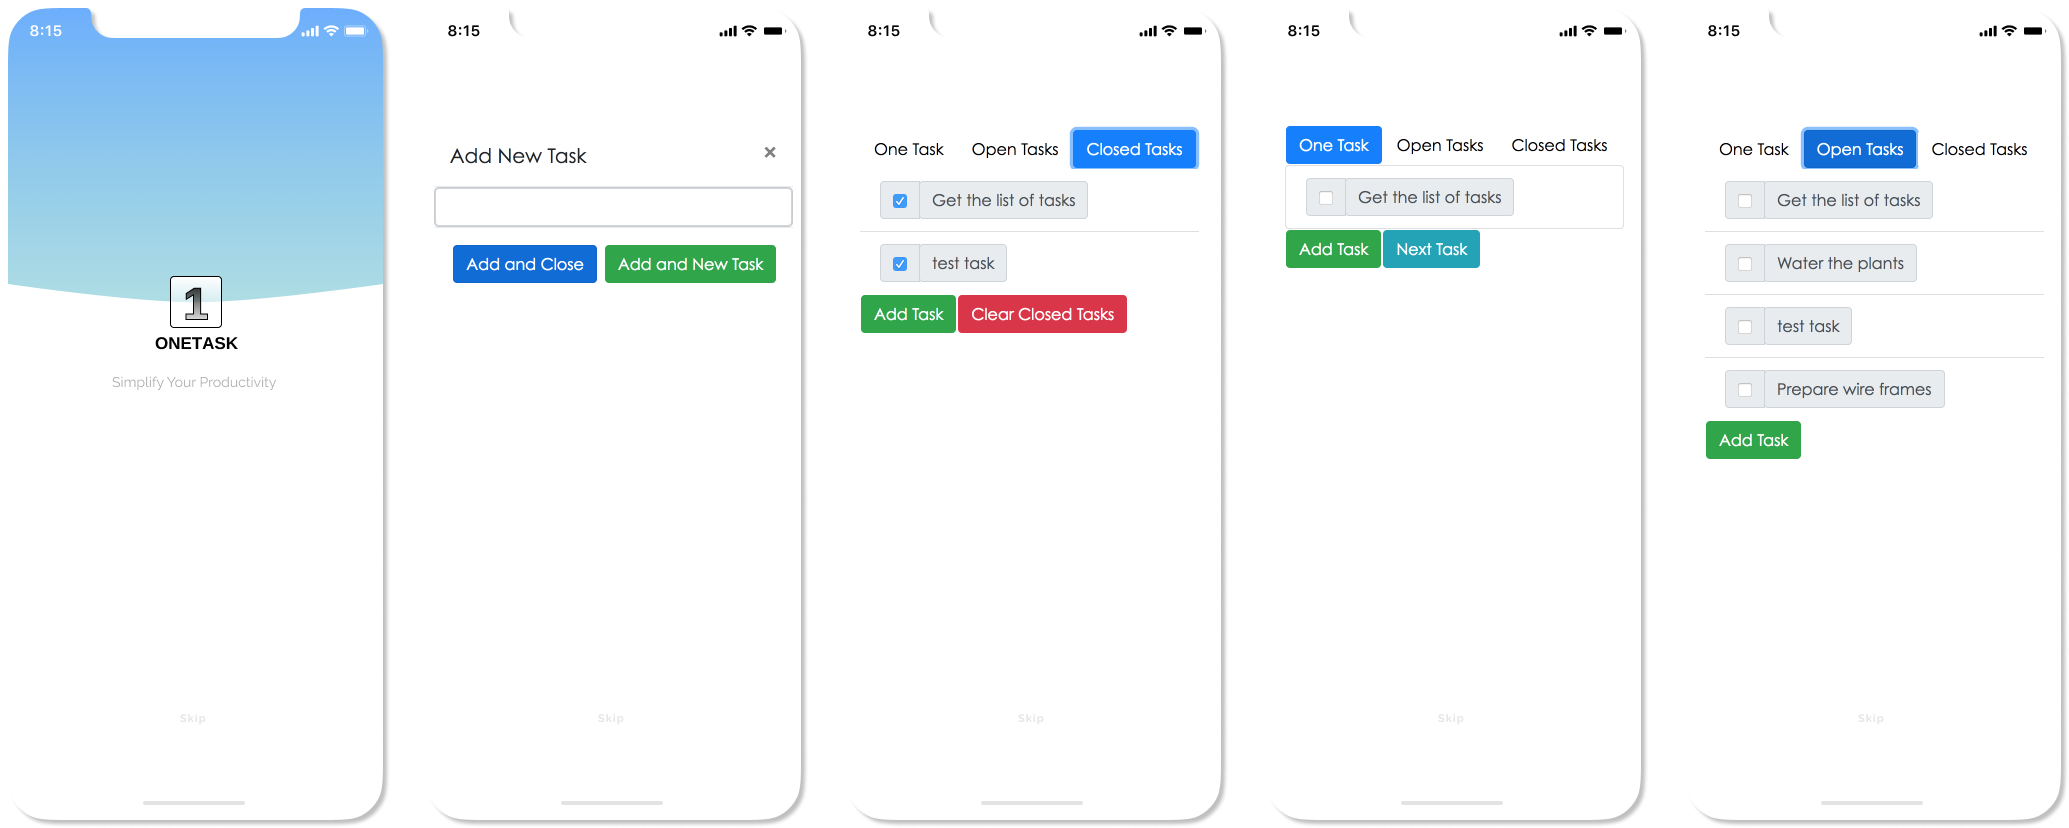 8:15
1
ONETASK
Simplify Your Productivity
Skip
8:15
Add New Task ×
Add and Close Add and New Task
Skip
8:15
One Task Open Tasks Closed Tasks
Get the list of tasks
test task
Add Task Clear Closed Tasks
Skip
8:15
One Task Open Tasks Closed Tasks
Get the list of tasks
Add Task Next Task
Skip
8:15
One Task Open Tasks Closed Tasks
Get the list of tasks
Water the plants
test task
Prepare wire frames
Add Task
Skip